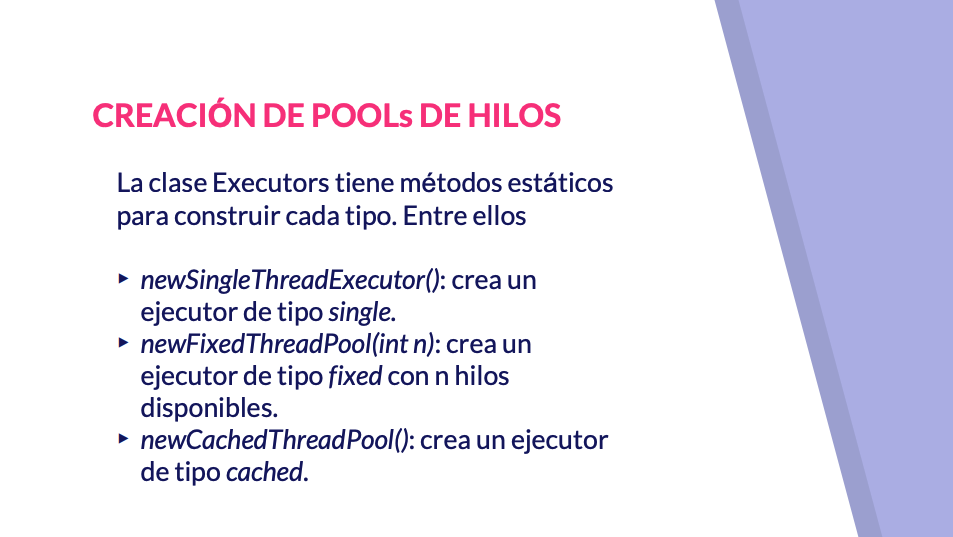 CREACIÓN DE POOLs DE HILOS
La clase Executors tiene métodos estáticos
para construir cada tipo. Entre ellos
▸ newSingleThreadExecutor(): crea un
ejecutor de tipo single.
▸ newFixedThreadPool(int n): crea un
ejecutor de tipo fixed con n hilos
disponibles.
▸ newCachedThreadPool(): crea un ejecutor
de tipo cached.